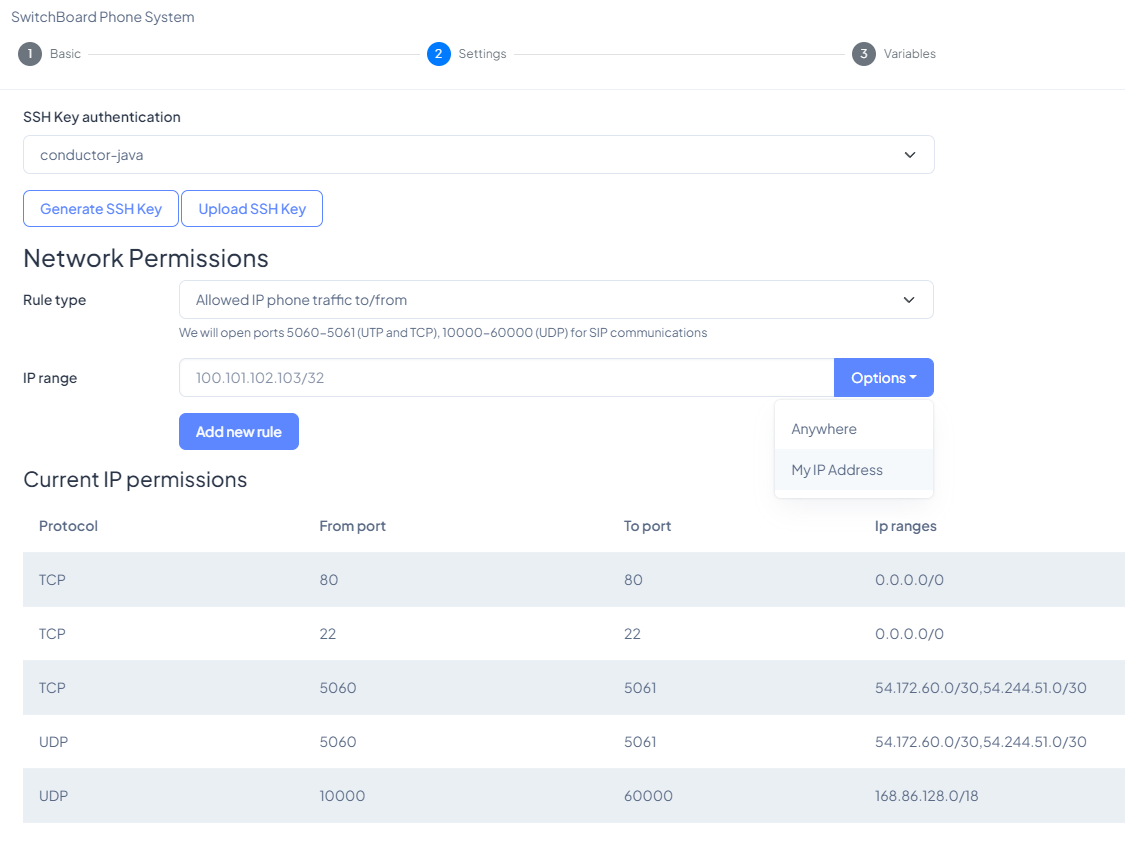 SwitchBoard Phone System
1 Basic 2 Settings 3 Variables
SSH Key authentication
conductor-java
Generate SSH Key Upload SSH Key
Network Permissions
Rule type Allowed IP phone traffic to/from
We will open ports 5060-5061 (UTP and TCP), 10000-60000 (UDP) for SIP communications
IP range 100.101.102.103/32 Options
Anywhere
Add new rule
My IP Address
Current IP permissions
Protocol From port To port Ip ranges
TCP 80 80 0.0.0.0/0
TCP 22 22 0.0.0.0/0
TCP 5060 5061 54.172.60.0/30,54.244.51.0/30
UDP 5060 5061 54.172.60.0/30,54.244.51.0/30
UDP 10000 60000 168.86.128.0/18